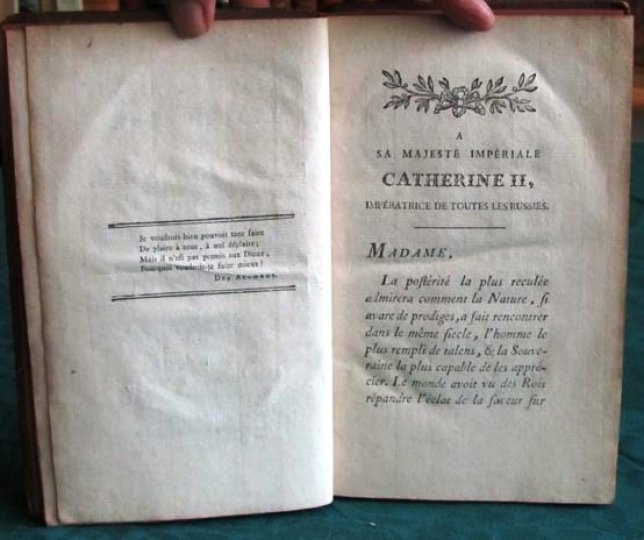 Je voudrois bien pouvoir tant faire
De plaire à tous, à nul déplaire;
Mais il n'est pas permis aux Dieux,
Pourquoi voudrois-je faire mieux?
DES ACCORDS.
A
SA MAJESTÉ IMPÉRIALE
CATHERINE II,
IMPÉRATRICE DE TOUTES LES RUSSIES.
MADAME,
La poſtérité la plus reculée
admirera comment la Nature, ſi
avare de prodiges, a fait rencontrer
dans le même ſiecle, l'homme le
plus rempli de talens, & la Souve-
raine la plus capable de les appré-
cier. Le monde avoit vu des Rois
répandre l'éclat de la faveur ſur